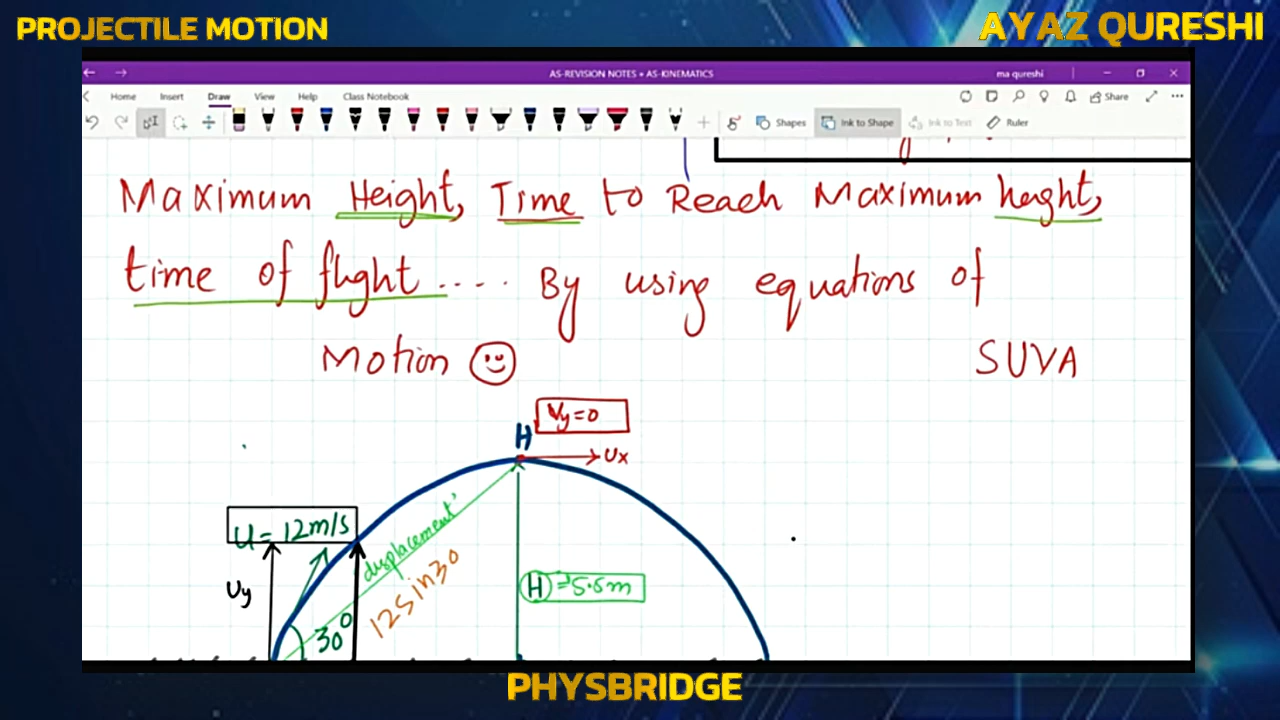 PROJECTILE MOTION
AYAZ QURESHI
AS-REVISION NOTES » AS-KINEMATICS
ma qureshi
Home Insert Draw View Help Class Notebook
Share
Shapes Ink to Shape Ink to Text Ruler
Maximum Height, Time to Reach Maximum height,
time of flight .... By using equations of
Motion
SUVA
Vy=0
H
Ux
U = 12m/s
displacement
12Sin30
Uy
H = 5.5m
30°
PHYSBRIDGE